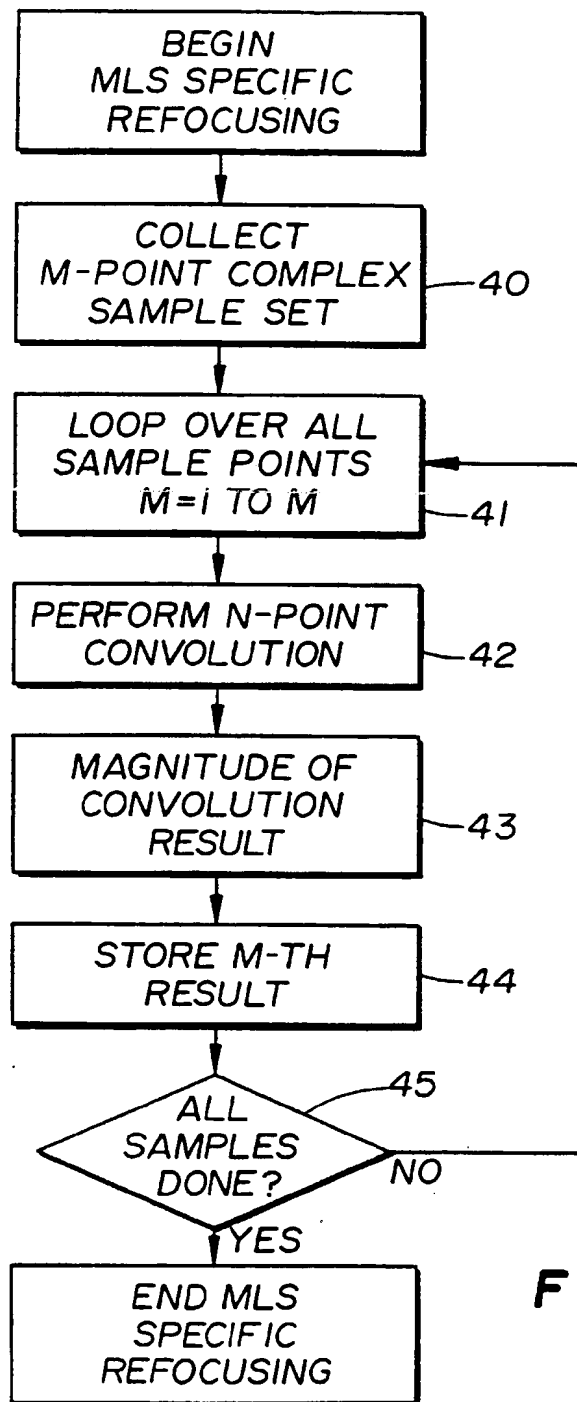 BEGIN
MLS SPECIFIC
REFOCUSING
COLLECT
M-POINT COMPLEX
SAMPLE SET
40
LOOP OVER ALL
SAMPLE POINTS
M=1 TO M
41
PERFORM N-POINT
CONVOLUTION
42
MAGNITUDE OF
CONVOLUTION
RESULT
43
STORE M-TH
RESULT
44
45
ALL
SAMPLES
DONE?
NO
YES
END MLS
SPECIFIC
REFOCUSING
F